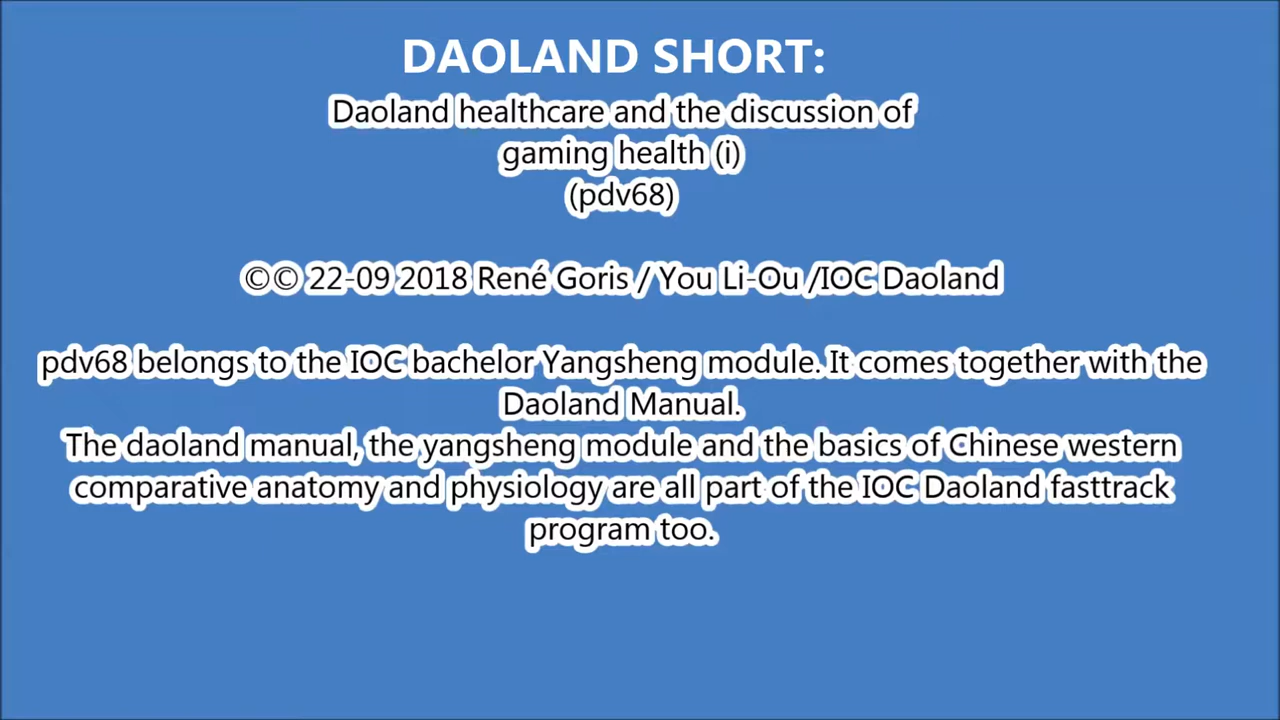 DAOLAND SHORT:
Daoland healthcare and the discussion of
gaming health (i)
(pdv68)
©© 22-09 2018 René Goris / You Li-Ou /IOC Daoland
pdv68 belongs to the IOC bachelor Yangsheng module. It comes together with the
Daoland Manual.
The daoland manual, the yangsheng module and the basics of Chinese western
comparative anatomy and physiology are all part of the IOC Daoland fasttrack
program too.